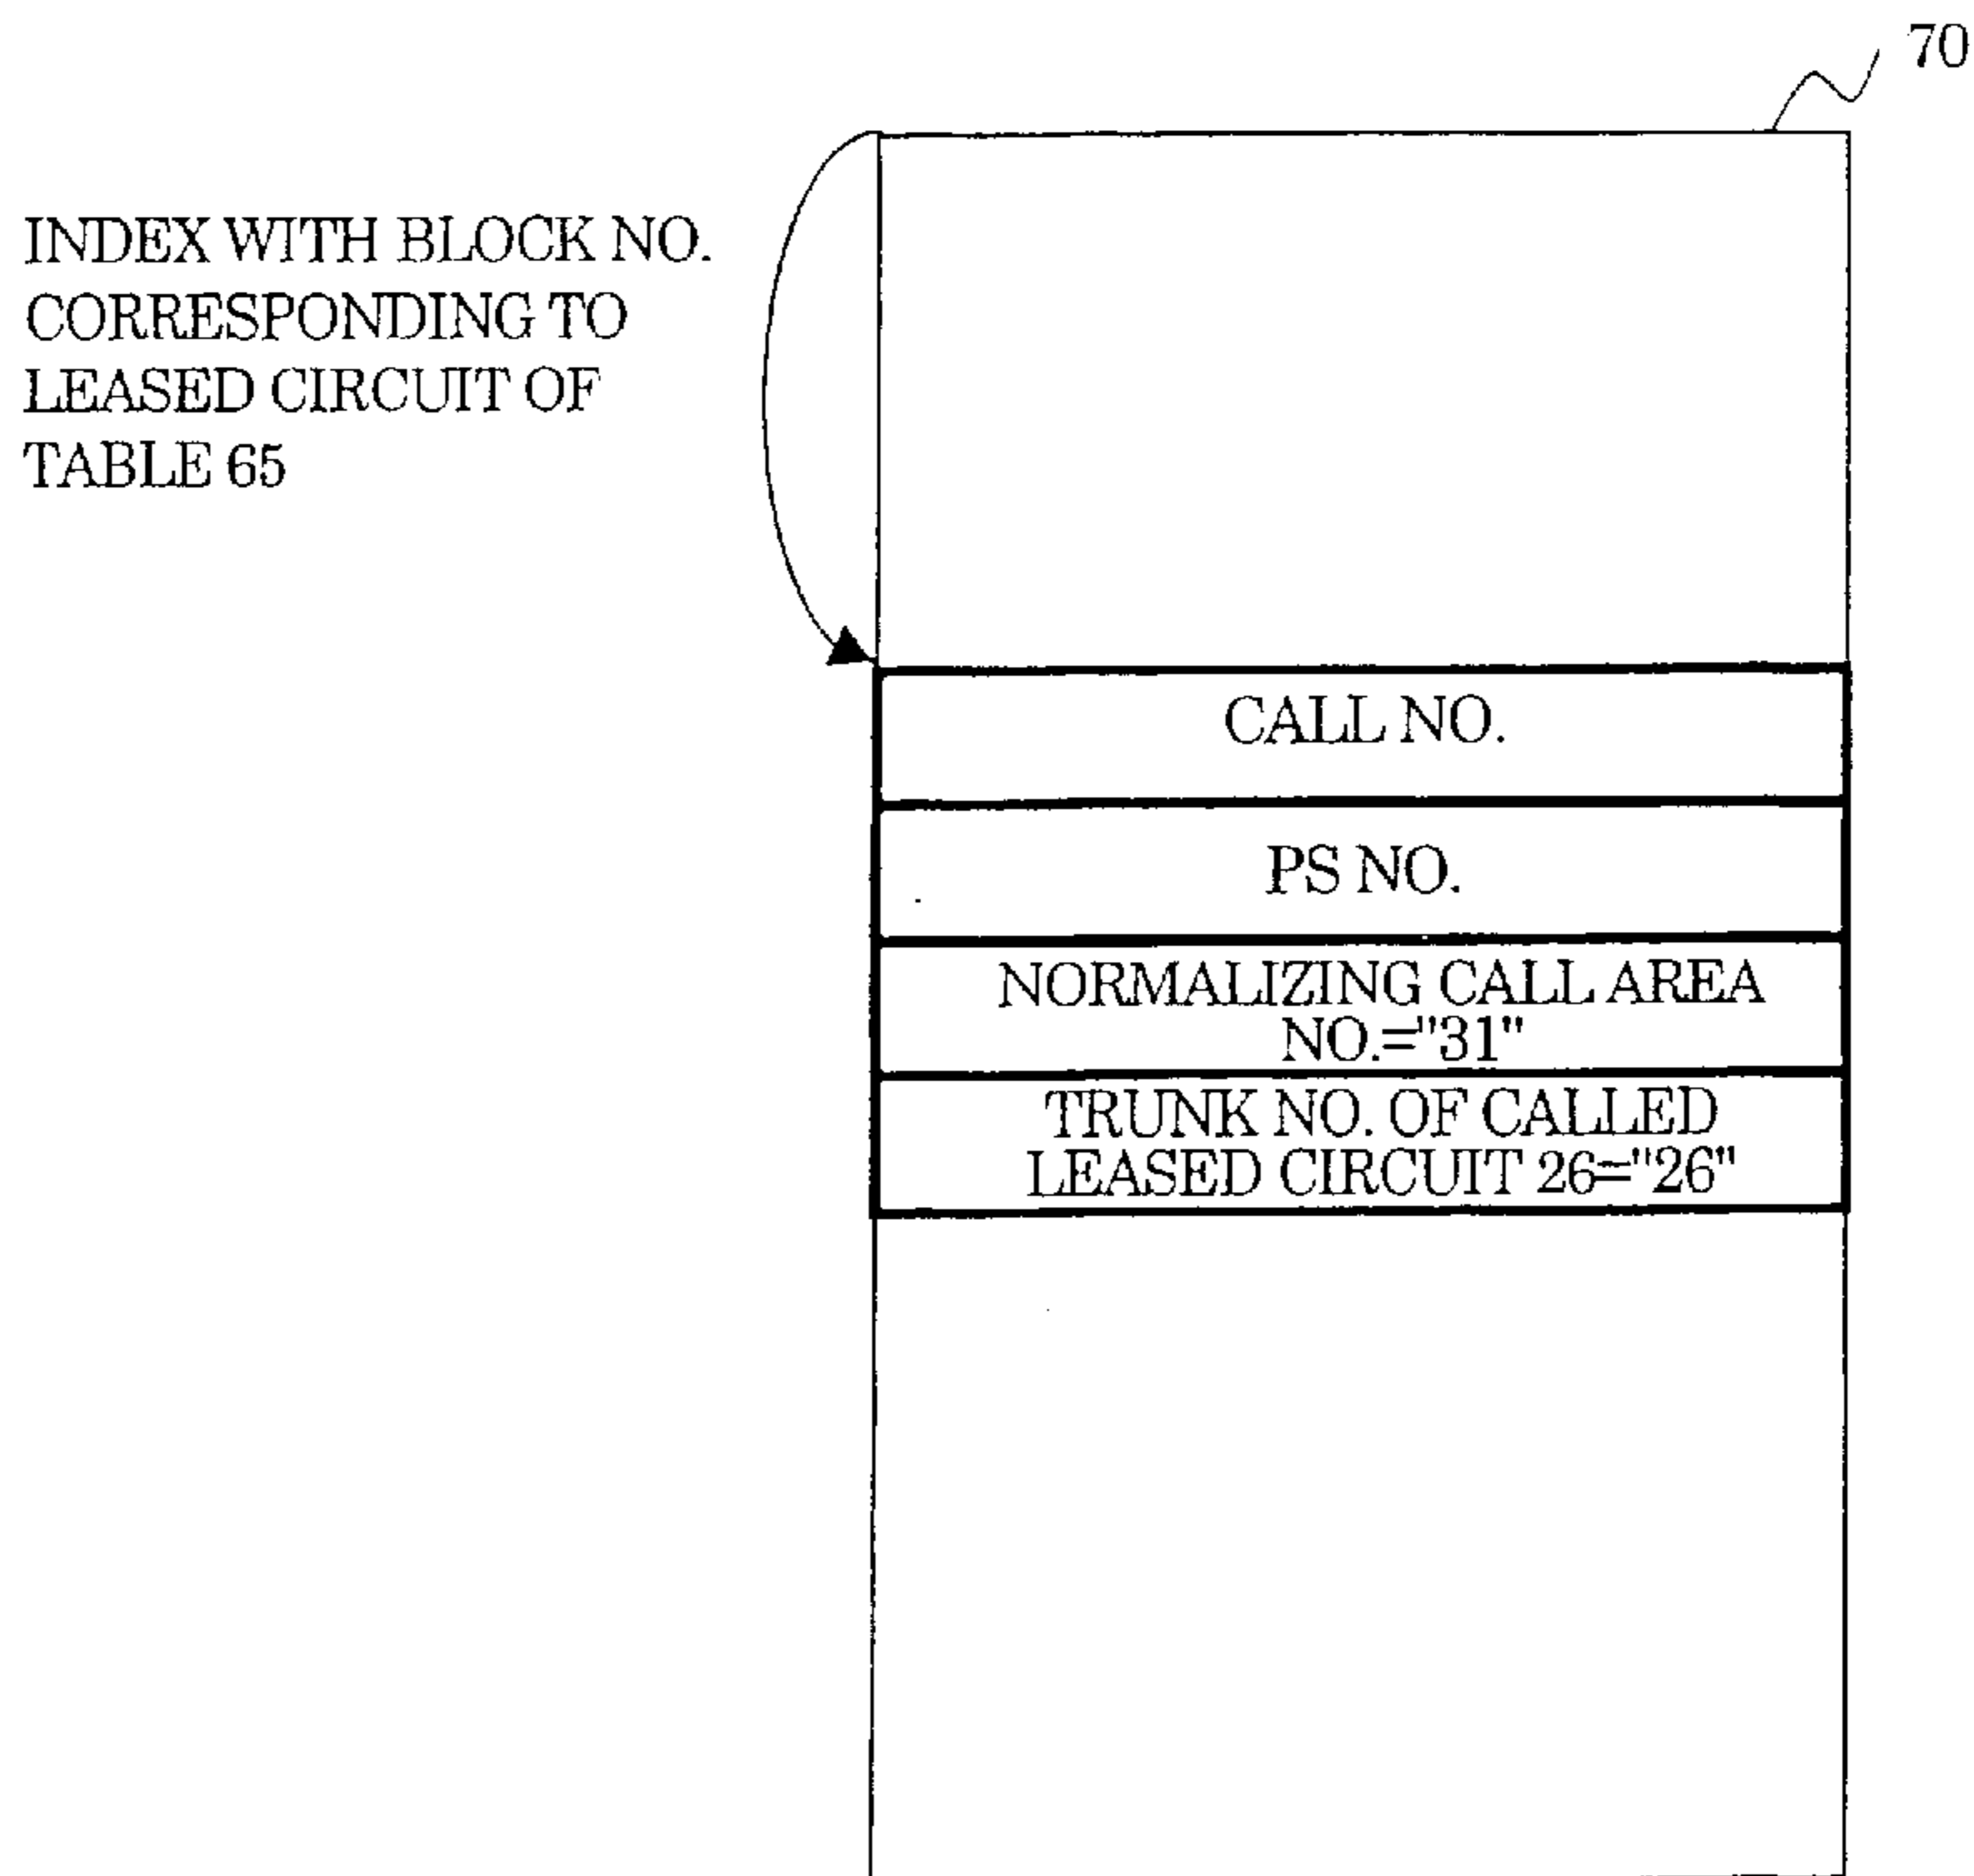 70
INDEX WITH BLOCK NO.
CORRESPONDING TO
LEASED CIRCUIT OF
TABLE 65
CALL NO.
PS NO.
NORMALIZING CALL AREA
NO.="31"
TRUNK NO. OF CALLED
LEASED CIRCUIT 26="26"